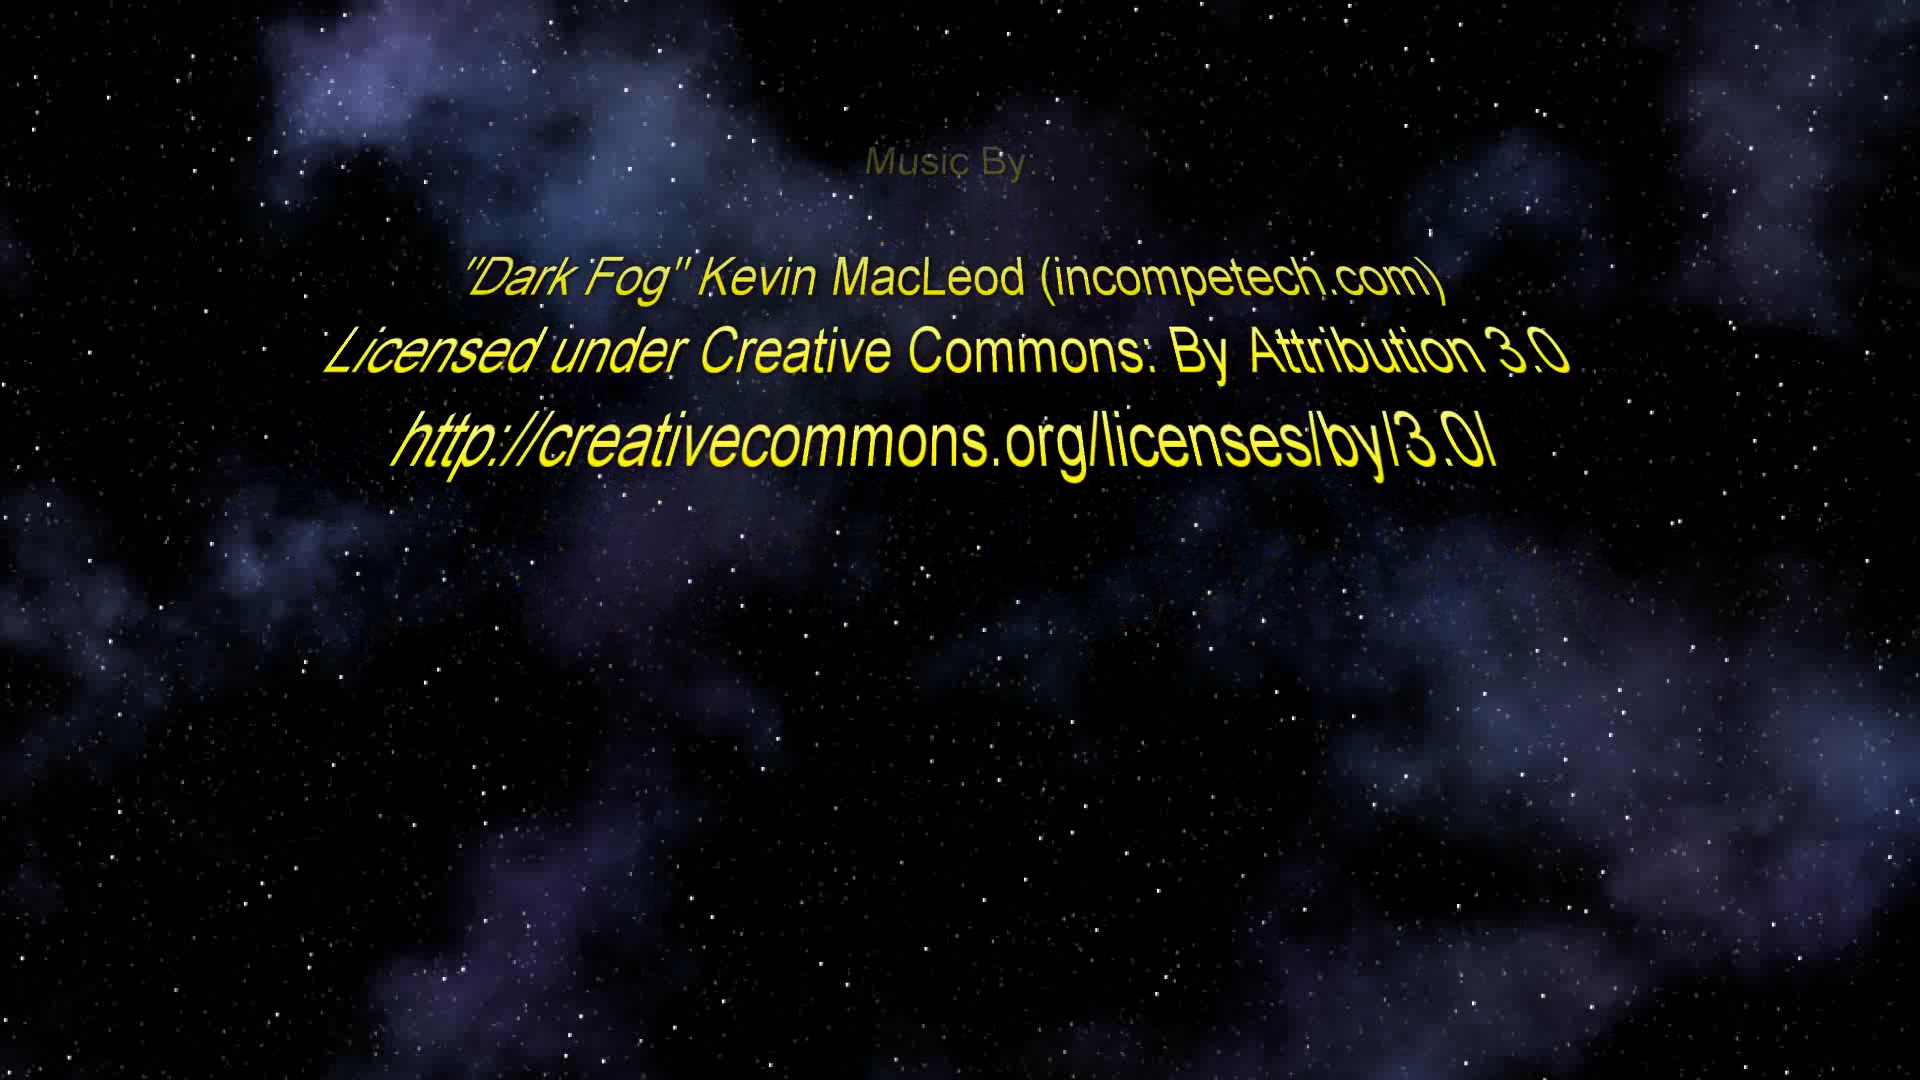 Music By:
"Dark Fog" Kevin MacLeod (incompetech.com)
Licensed under Creative Commons: By Attribution 3.0
http://creativecommons.org/licenses/by/3.0/